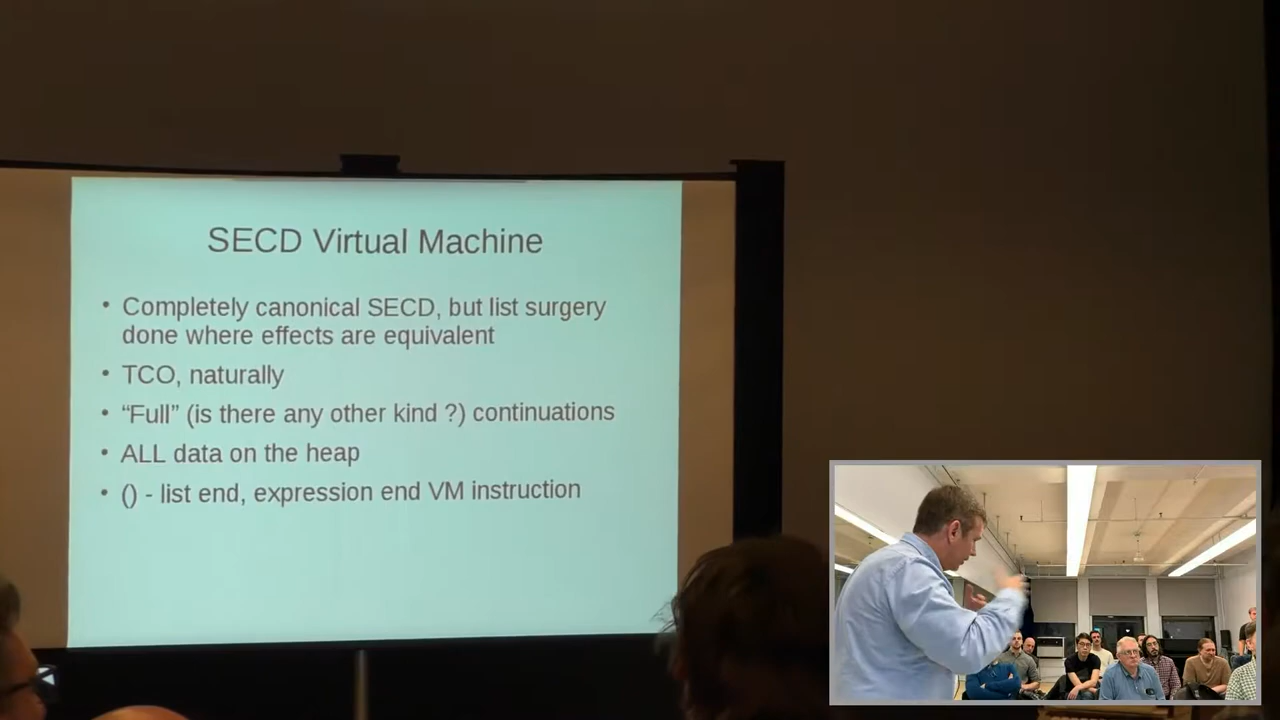 SECD Virtual Machine
• Completely canonical SECD, but list surgery
done where effects are equivalent
• TCO, naturally
• “Full” (is there any other kind ?) continuations
• ALL data on the heap
• () - list end, expression end VM instruction